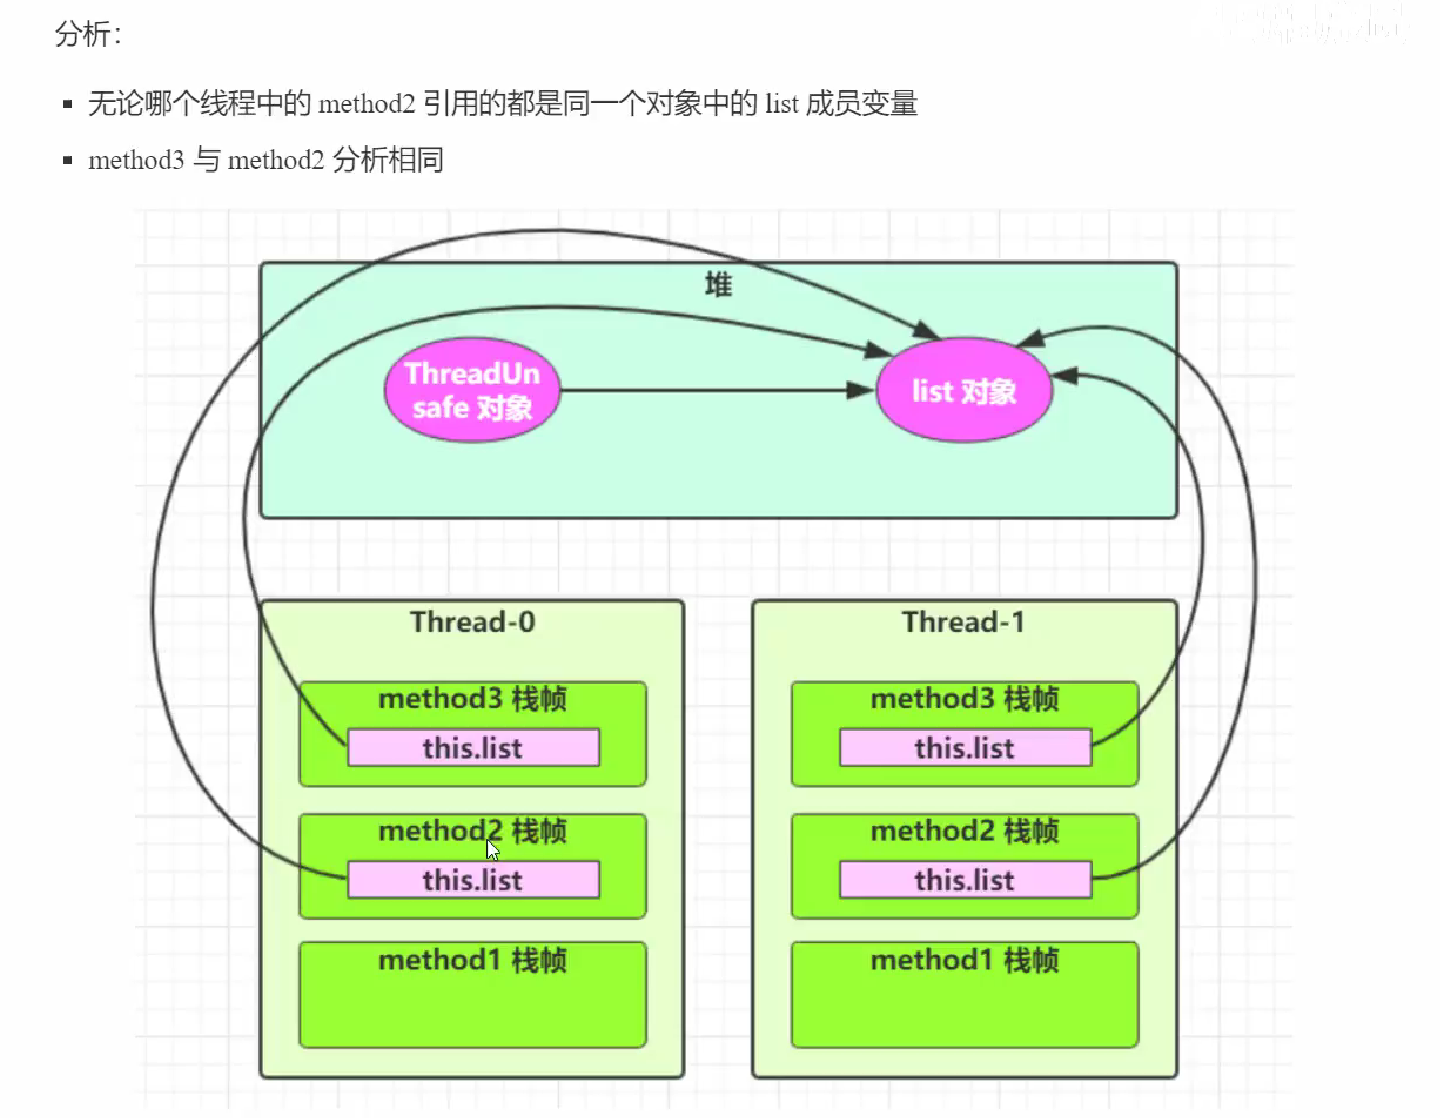 分析：
▪ 无论哪个线程中的 method2 引用的都是同一个对象中的 list 成员变量
▪ method3 与 method2 分析相同
堆
ThreadUn
safe 对象
list 对象
Thread-0
method3 栈帧
this.list
method2 栈帧
this.list
method1 栈帧
Thread-1
method3 栈帧
this.list
method2 栈帧
this.list
method1 栈帧